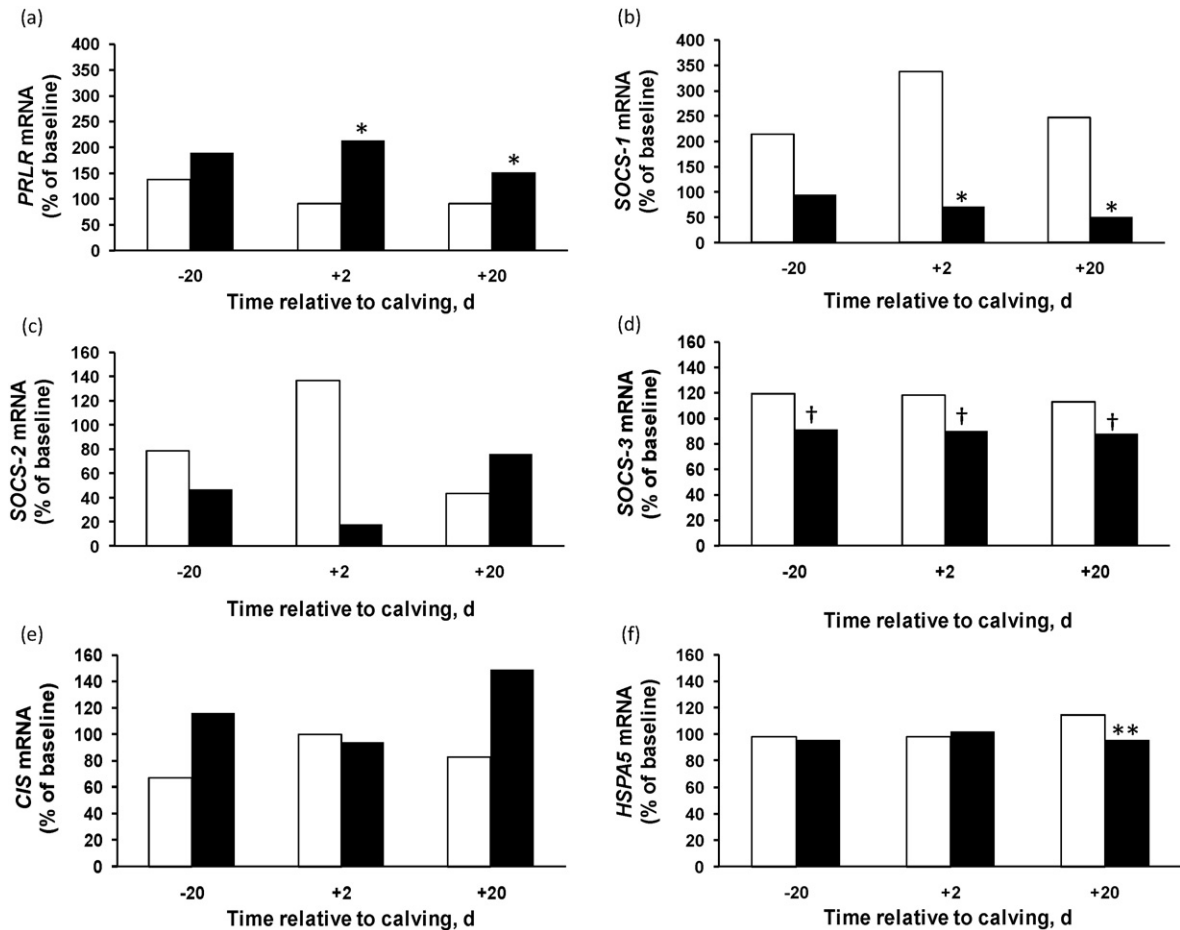 (a)
PRLR mRNA
(% of baseline)
400
350
300
250
200
150
100
50
0
*
*
-20 +2 +20
Time relative to calving, d
(b)
SOCS-1 mRNA
(% of baseline)
400
350
300
250
200
150
100
50
0
*
*
-20 +2 +20
Time relative to calving, d
(c)
SOCS-2 mRNA
(% of baseline)
160
140
120
100
80
60
40
20
0
-20 +2 +20
Time relative to calving, d
(d)
SOCS-3 mRNA
(% of baseline)
160
140
120
100
80
60
40
20
0
† † †
-20 +2 +20
Time relative to calving, d
(e)
CIS mRNA
(% of baseline)
160
140
120
100
80
60
40
20
0
-20 +2 +20
Time relative to calving, d
(f)
HSPA5 mRNA
(% of baseline)
160
140
120
100
80
60
40
20
0
**
-20 +2 +20
Time relative to calving, d